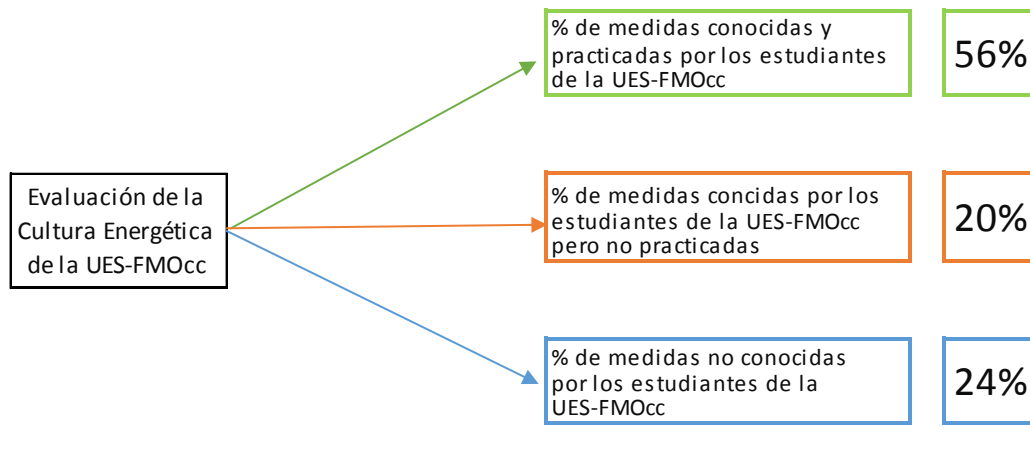 % de medidas conocidas y
practicadas por los estudiantes
de la UES-FMOcc
56%
Evaluación de la
Cultura Energética
de la UES-FMOcc
% de medidas concidas por los
estudiantes de la UES-FMOcc
pero no practicadas
20%
% de medidas no conocidas
por los estudiantes de la
UES-FMOcc
24%